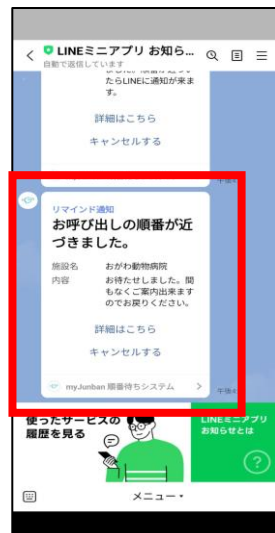 LINEミニアプリ お知ら...
自動で返信しています
たらLINEに通知が来ま
す。
詳細はこちら
キャンセルする
リマインド通知
お呼び出しの順番が近
づきました。
施設名 おがわ動物病院
内容 お待たせしました。間
もなくご案内出来ます
のでお戻りください。
詳細はこちら
キャンセルする
myJunban 順番待ちシステム
使ったサービスの
履歴を見る
LINEミニアプリ
お知らせとは
?
メニュー